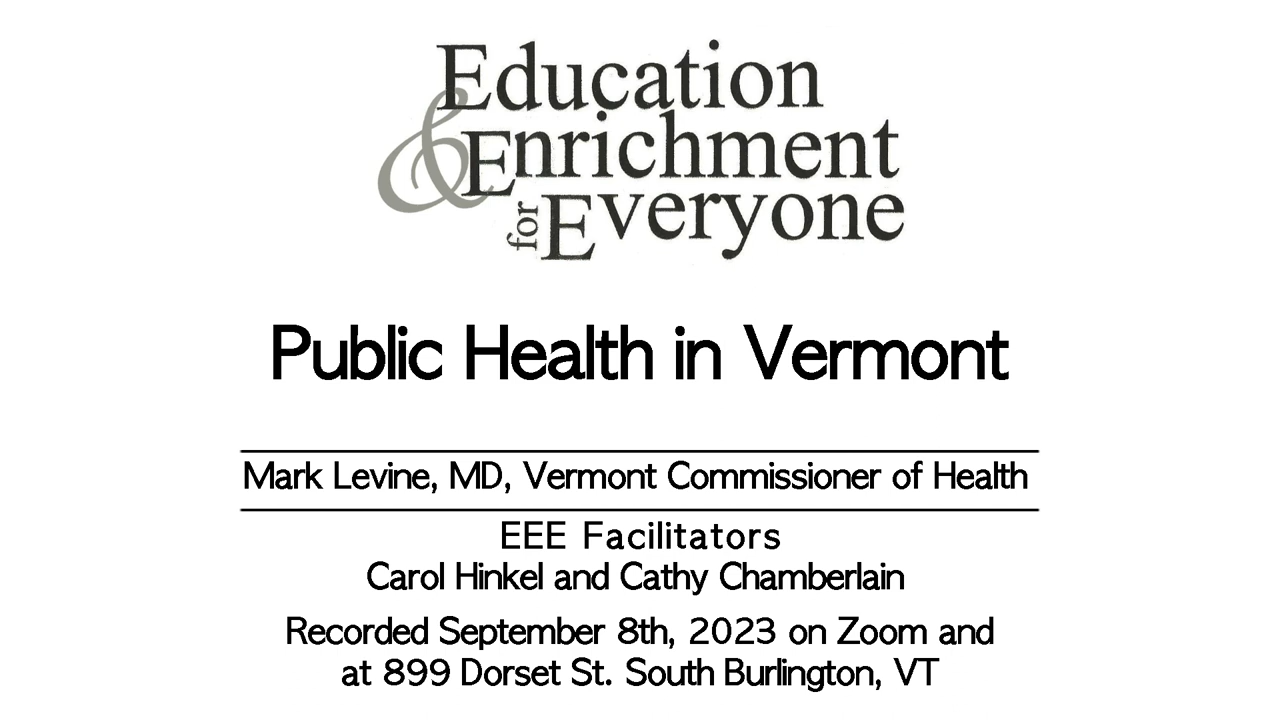 Education
& Enrichment
for Everyone
Public Health in Vermont
Mark Levine, MD, Vermont Commissioner of Health
EEE Facilitators
Carol Hinkel and Cathy Chamberlain
Recorded September 8th, 2023 on Zoom and
at 899 Dorset St. South Burlington, VT